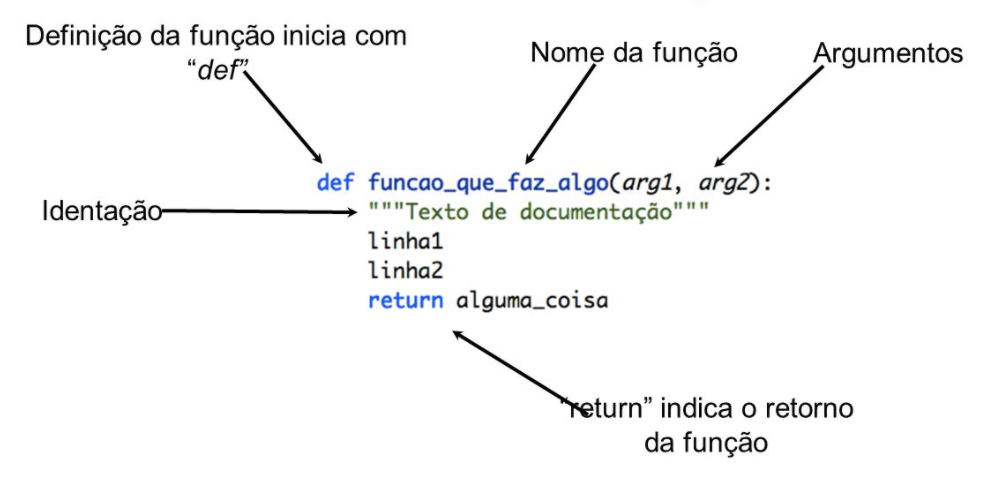 Definição da função inicia com
“def”
Nome da função
Argumentos
def funcao_que_faz_algo(arg1, arg2):
Identação
"""Texto de documentação"""
linha1
linha2
return alguma_coisa
“return” indica o retorno
da função